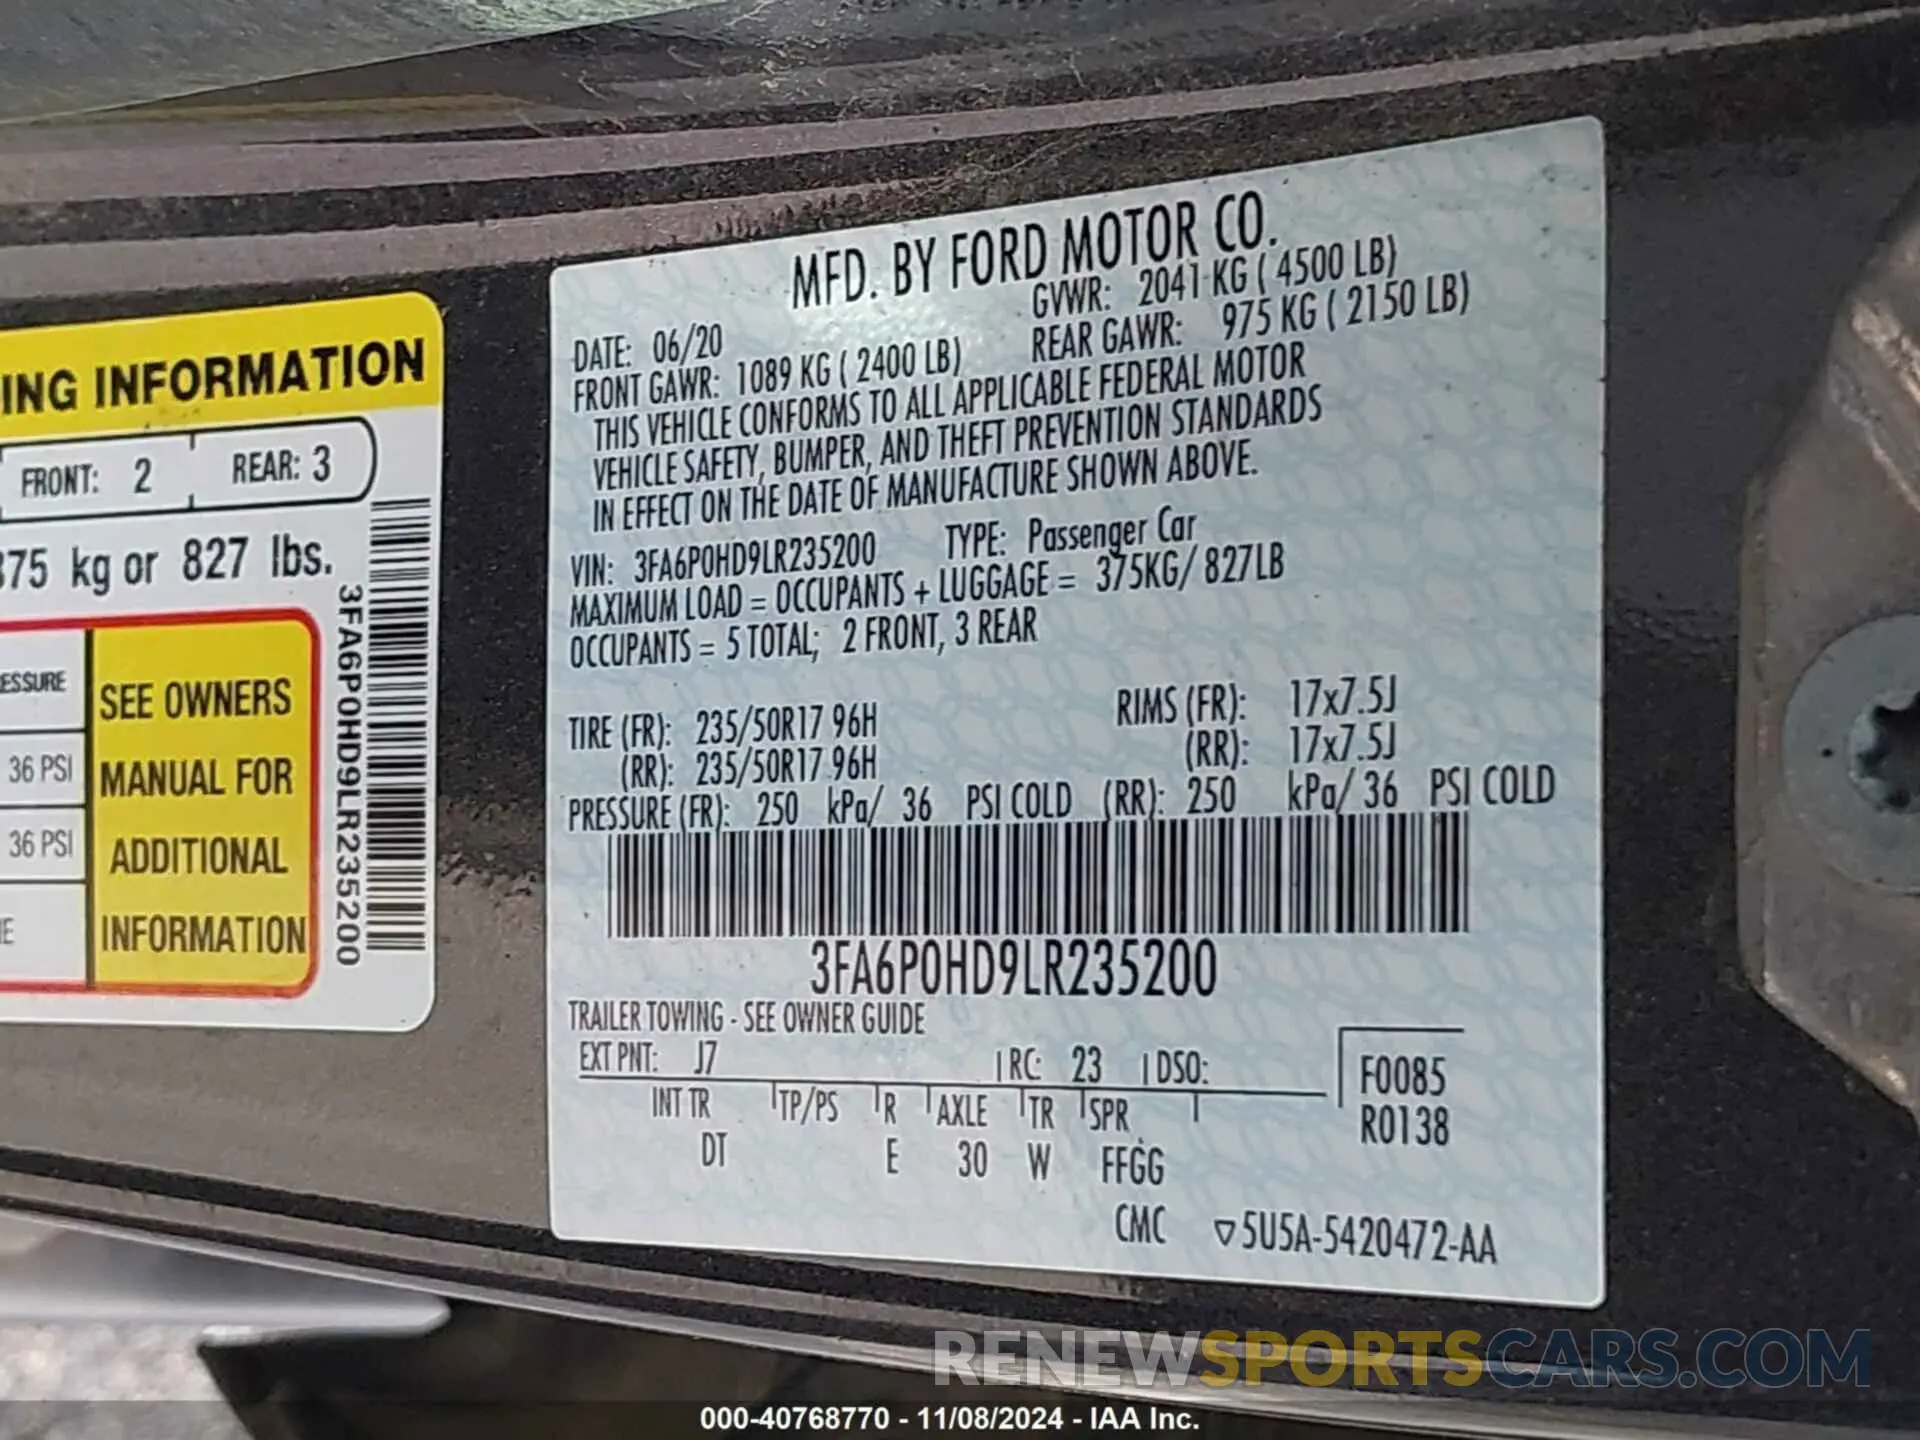 ING INFORMATION
FRONT: 2 REAR: 3
375 kg or 827 lbs.
ESSURE
36 PSI
36 PSI
SEE OWNERS
MANUAL FOR
ADDITIONAL
INFORMATION
3FA6P0HD9LR235200
MFD. BY FORD MOTOR CO.
DATE: 06/20 GVWR: 2041 KG ( 4500 LB)
FRONT GAWR: 1089 KG ( 2400 LB) REAR GAWR: 975 KG ( 2150 LB)
THIS VEHICLE CONFORMS TO ALL APPLICABLE FEDERAL MOTOR
VEHICLE SAFETY, BUMPER, AND THEFT PREVENTION STANDARDS
IN EFFECT ON THE DATE OF MANUFACTURE SHOWN ABOVE.
VIN: 3FA6P0HD9LR235200 TYPE: Passenger Car
MAXIMUM LOAD = OCCUPANTS + LUGGAGE = 375KG/ 827LB
OCCUPANTS = 5 TOTAL; 2 FRONT, 3 REAR
TIRE (FR): 235/50R17 96H RIMS (FR): 17x7.5J
(RR): 235/50R17 96H (RR): 17x7.5J
PRESSURE (FR): 250 kPa/ 36 PSI COLD (RR): 250 kPa/ 36 PSI COLD
3FA6P0HD9LR235200
TRAILER TOWING - SEE OWNER GUIDE
EXT PNT: J7 RC: 23 DSO:
F0085
R0138
INT TR TP/PS R AXLE TR SPR
DT E 30 W FFGG
CMC ▽5U5A-5420472-AA
RENEWSPORTSCARS.COM
000-40768770 - 11/08/2024 - IAA Inc.